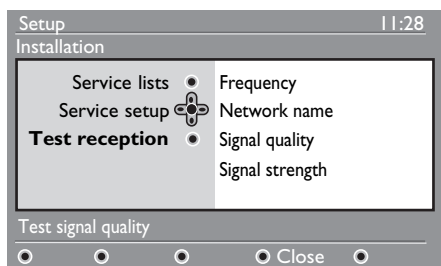 Setup 11:28
Installation
Service lists Frequency
Service setup Network name
Test reception Signal quality
Signal strength
Test signal quality
Close